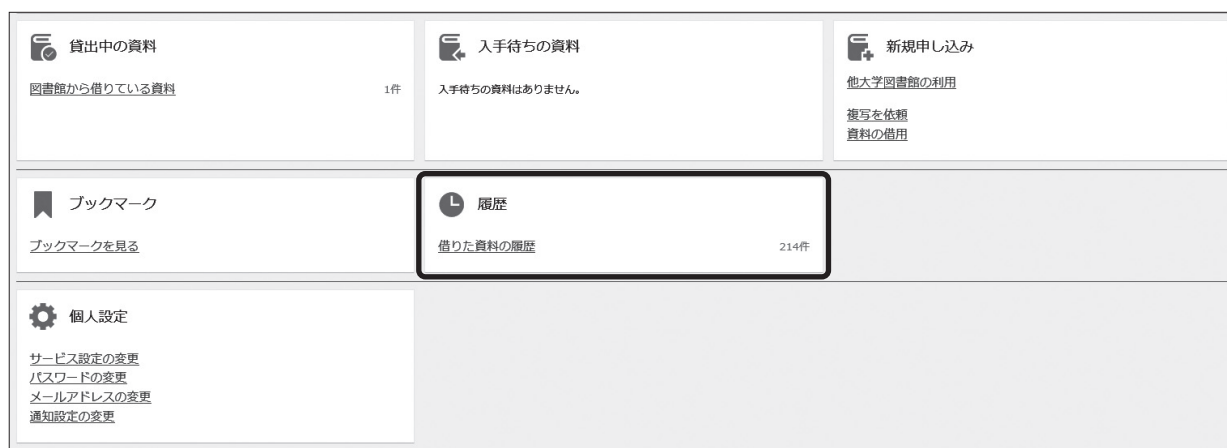 貸出中の資料
図書館から借りている資料 1件
入手待ちの資料
入手待ちの資料はありません。
新規申し込み
他大学図書館の利用
複写を依頼
資料の借用
ブックマーク
ブックマークを見る
履歴
借りた資料の履歴 214件
個人設定
サービス設定の変更
パスワードの変更
メールアドレスの変更
通知設定の変更